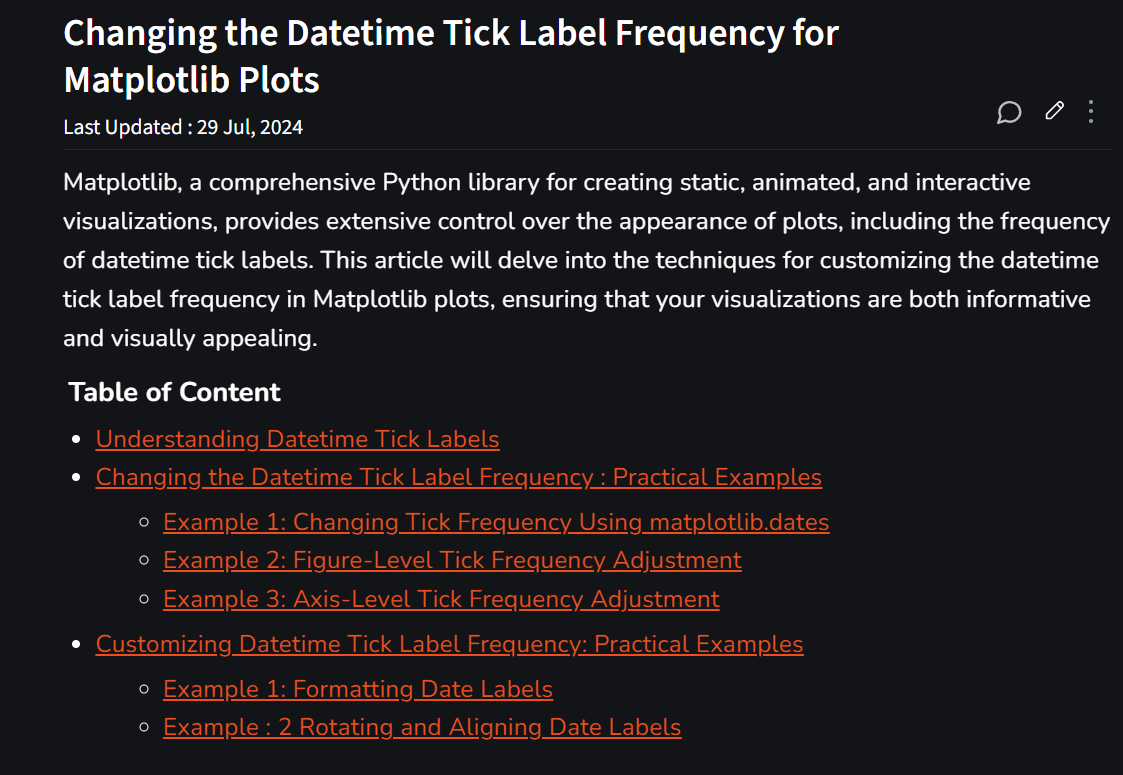 Changing the Datetime Tick Label Frequency for
Matplotlib Plots
Last Updated : 29 Jul, 2024
Matplotlib, a comprehensive Python library for creating static, animated, and interactive
visualizations, provides extensive control over the appearance of plots, including the frequency
of datetime tick labels. This article will delve into the techniques for customizing the datetime
tick label frequency in Matplotlib plots, ensuring that your visualizations are both informative
and visually appealing.
Table of Content
Understanding Datetime Tick Labels
Changing the Datetime Tick Label Frequency : Practical Examples
Example 1: Changing Tick Frequency Using matplotlib.dates
Example 2: Figure-Level Tick Frequency Adjustment
Example 3: Axis-Level Tick Frequency Adjustment
Customizing Datetime Tick Label Frequency: Practical Examples
Example 1: Formatting Date Labels
Example : 2 Rotating and Aligning Date Labels